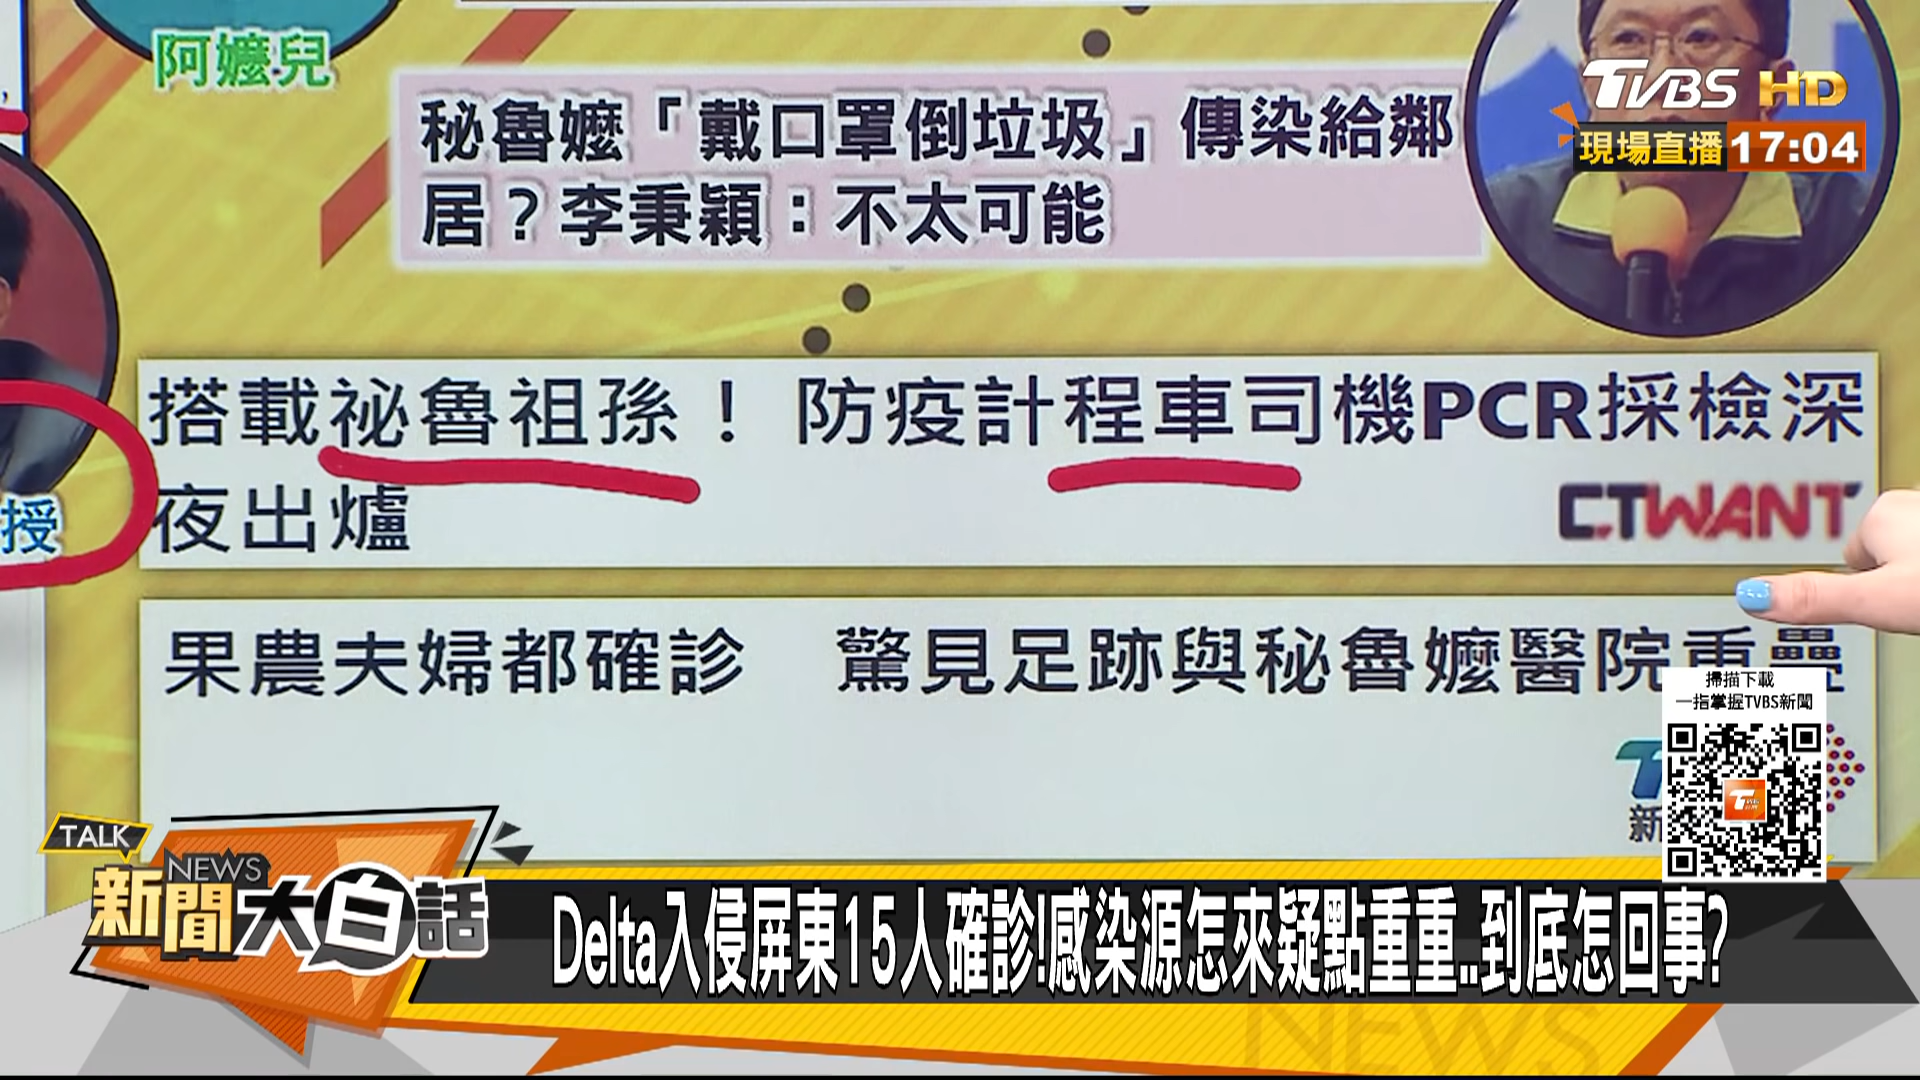 阿嬤兒
秘魯嬤「戴口罩倒垃圾」傳染給鄰
居？李秉穎：不太可能
TVBS HD
現場直播 17:04
搭載祕魯祖孫！ 防疫計程車司機PCR採檢深
夜出爐
CTWANT
授
果農夫婦都確診 驚見足跡與秘魯嬤醫院重疊
掃描下載
一指掌握TVBS新聞
新
TALK
NEWS
新聞大白話
Delta入侵屏東15人確診!感染源怎來疑點重重..到底怎回事?
NEWS